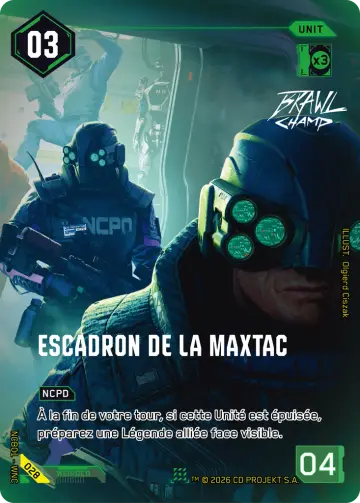 03
UNIT
x3
BRAWL
CHAMP
NCPD
ILLUST. Olgierd Ciszak
ESCADRON DE LA MAXTAC
NCPD
À la fin de votre tour, si cette Unité est épuisée,
préparez une Légende alliée face visible.
028
04
™ © 2026 CD PROJEKT S.A.